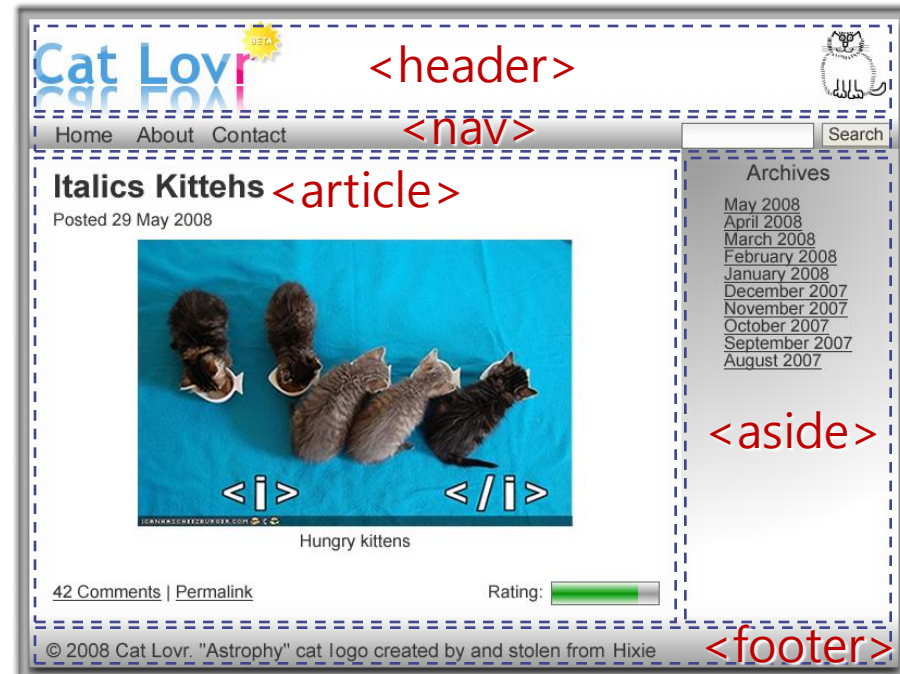 Cat Lovr
BETA
<header>
Home About Contact
<nav>
Search
Italics Kittehs
<article>
Posted 29 May 2008
<i> </i>
ICANHASCHEEZBURGER.COM
Hungry kittens
42 Comments | Permalink
Rating:
Archives
May 2008
April 2008
March 2008
February 2008
January 2008
December 2007
November 2007
October 2007
September 2007
August 2007
<aside>
© 2008 Cat Lovr. "Astrophy" cat logo created by and stolen from Hixie
<footer>